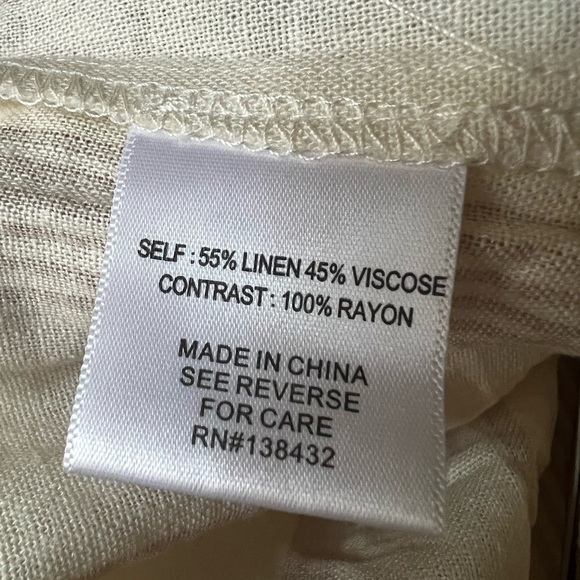 SELF : 55% LINEN 45% VISCOSE
CONTRAST : 100% RAYON
MADE IN CHINA
SEE REVERSE
FOR CARE
RN#138432